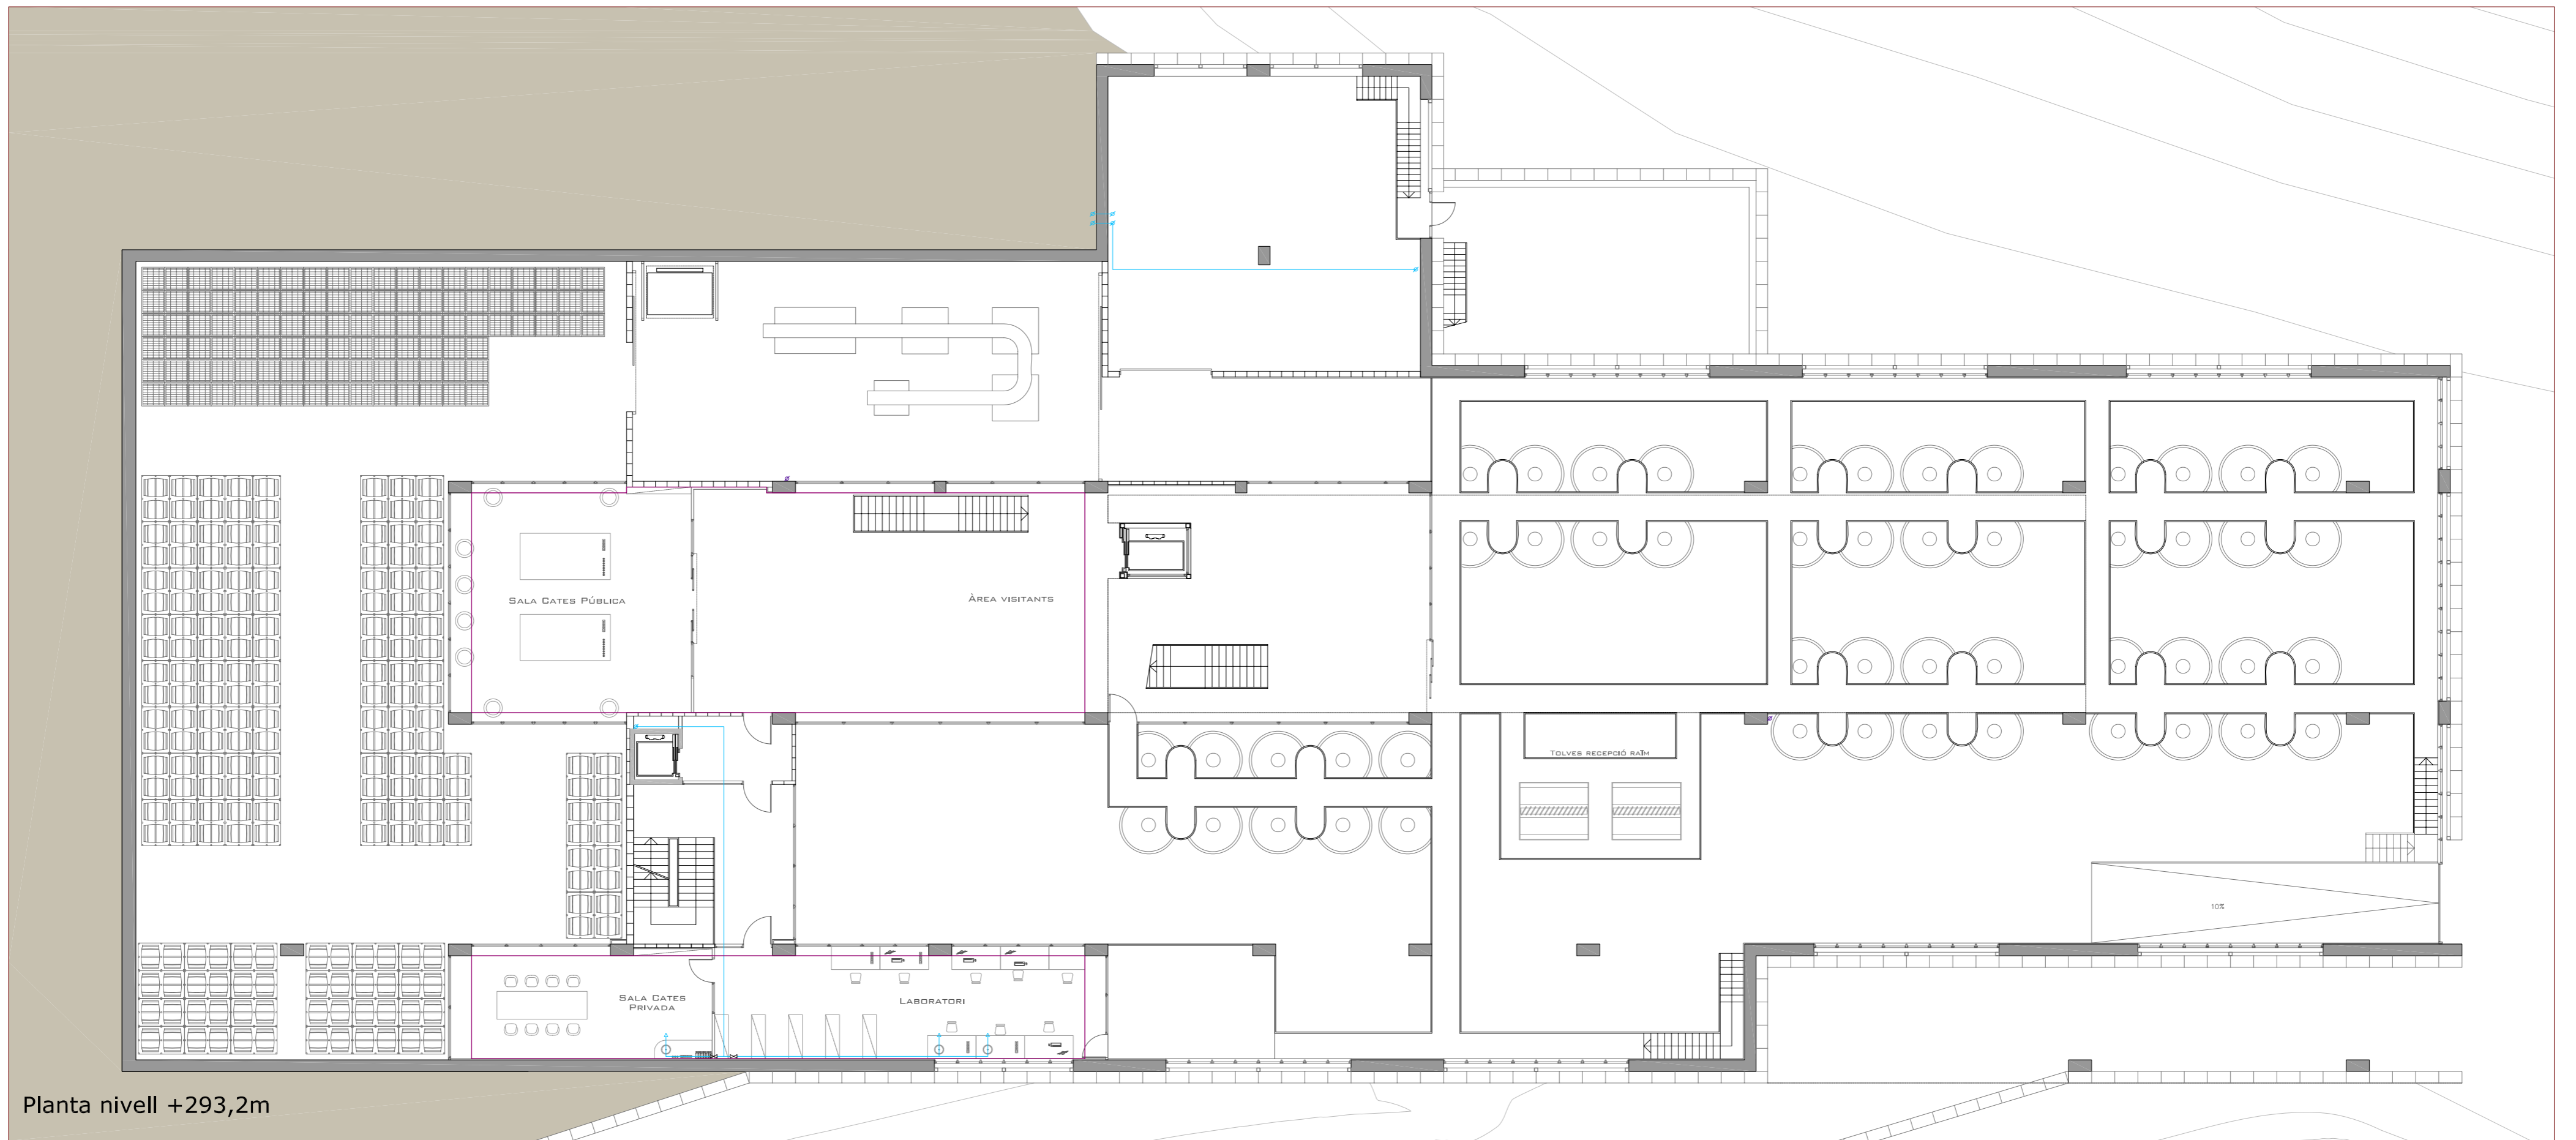 Sala Cates Pública
Àrea visitants
Tolves recepció raïm
10%
Sala Cates
Privada
Laboratori
Planta nivell +293,2m